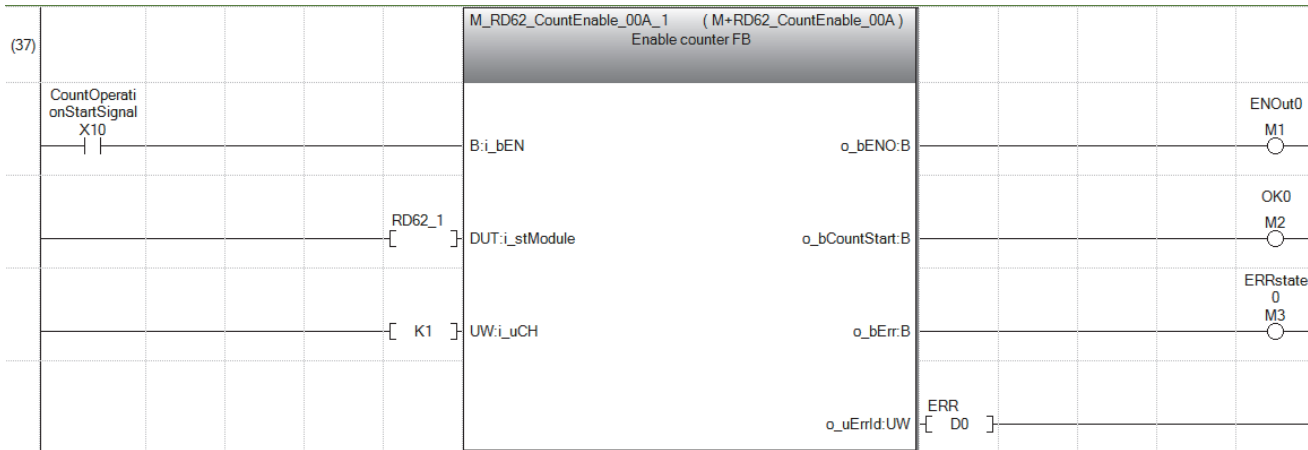 M_RD62_CountEnable_00A_1 ( M+RD62_CountEnable_00A )
Enable counter FB
(37)
CountOperati
onStartSignal
X10
B:i_bEN
o_bENO:B
ENOut0
M1
RD62_1
DUT:i_stModule
o_bCountStart:B
OK0
M2
K1
UW:i_uCH
o_bErr:B
ERRstate
0
M3
o_uErrId:UW
ERR
D0